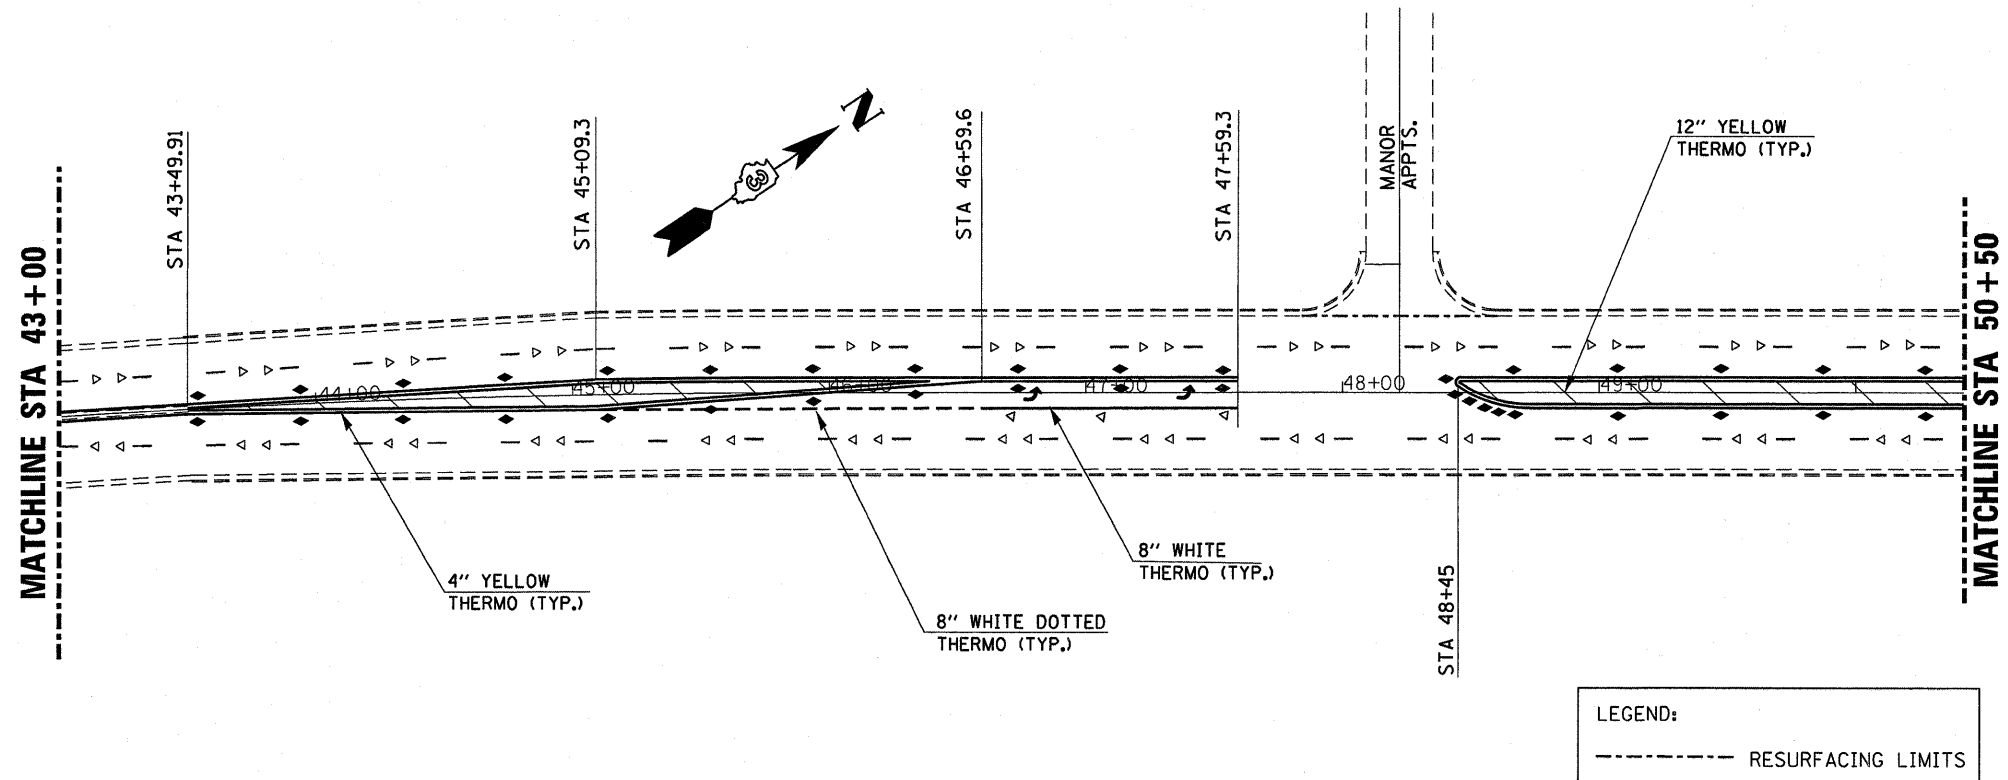 STA 43+49.91
STA 45+09.3
N
3
STA 46+59.6
STA 47+59.3
MANOR
APPTS.
12" YELLOW
THERMO (TYP.)
MATCHLINE STA 43+00
MATCHLINE STA 50+50
44+00
45+00
46+00
47+00
48+00
49+00
4" YELLOW
THERMO (TYP.)
8" WHITE DOTTED
THERMO (TYP.)
8" WHITE
THERMO (TYP.)
STA 48+45
LEGEND:
RESURFACING LIMITS